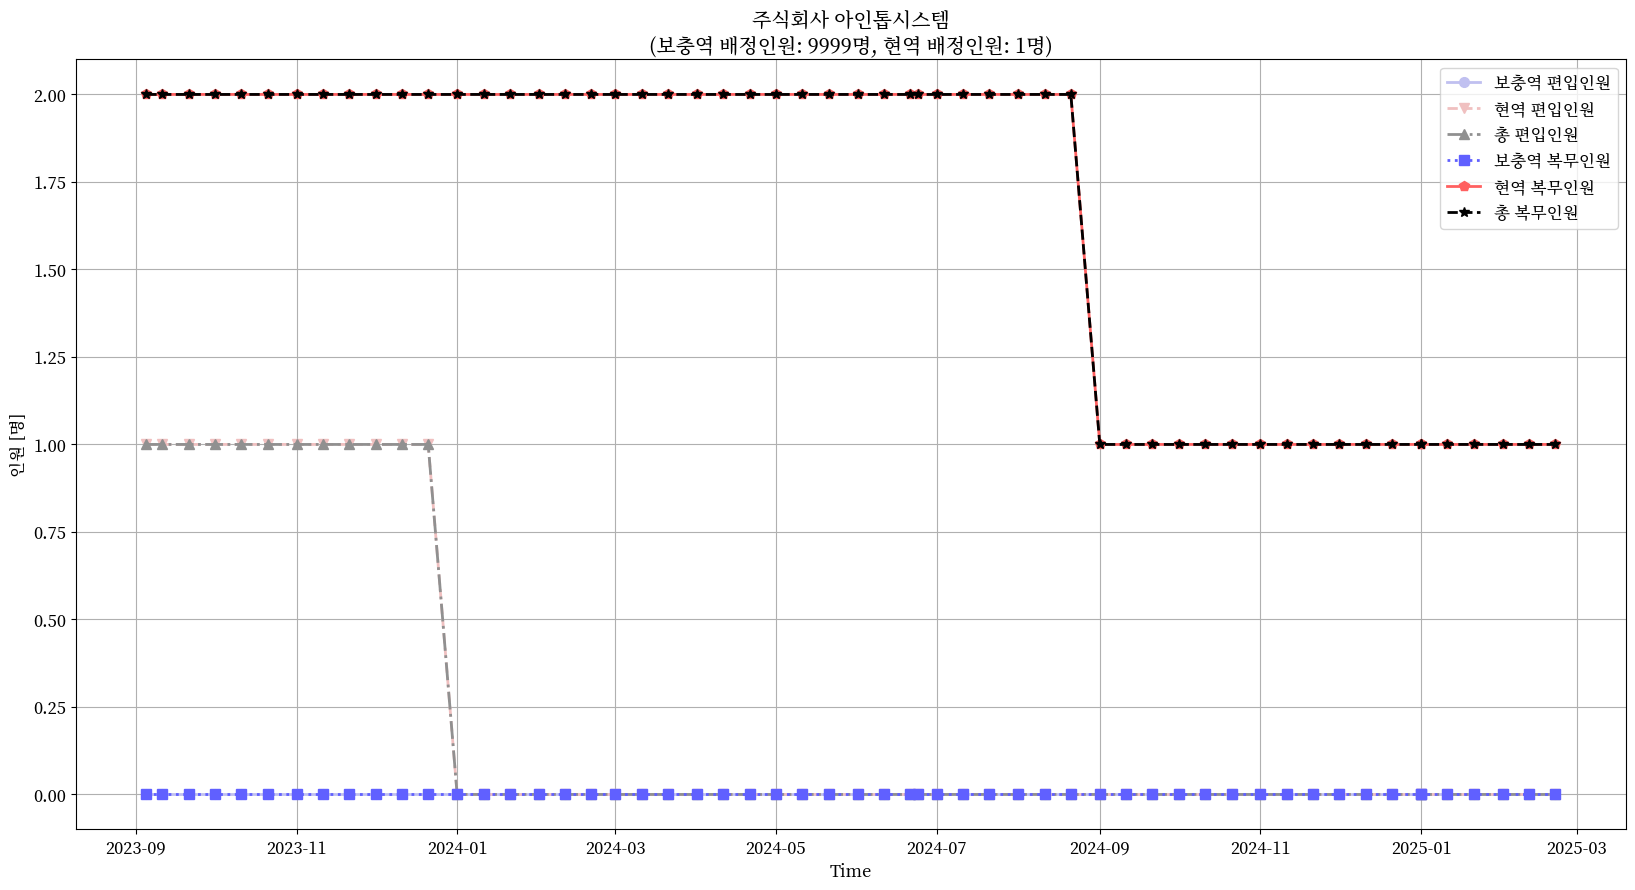 주식회사 아인톱시스템
(보충역 배정인원: 9999명, 현역 배정인원: 1명)
보충역 편입인원
현역 편입인원
총 편입인원
보충역 복무인원
현역 복무인원
총 복무인원
인원 [명]
2.00
1.75
1.50
1.25
1.00
0.75
0.50
0.25
0.00
2023-09 2023-11 2024-01 2024-03 2024-05 2024-07 2024-09 2024-11 2025-01 2025-03
Time